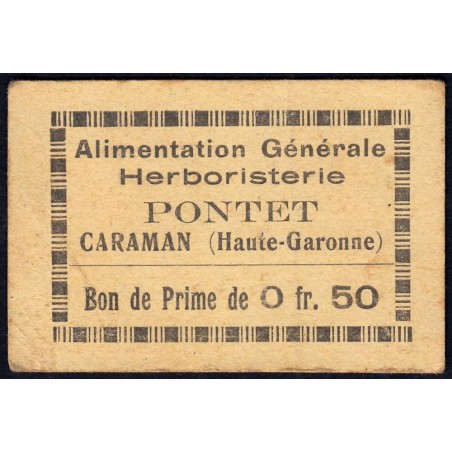 Alimentation Générale
Herboristerie
PONTET
CARAMAN (Haute-Garonne)
Bon de Prime de 0 fr. 50